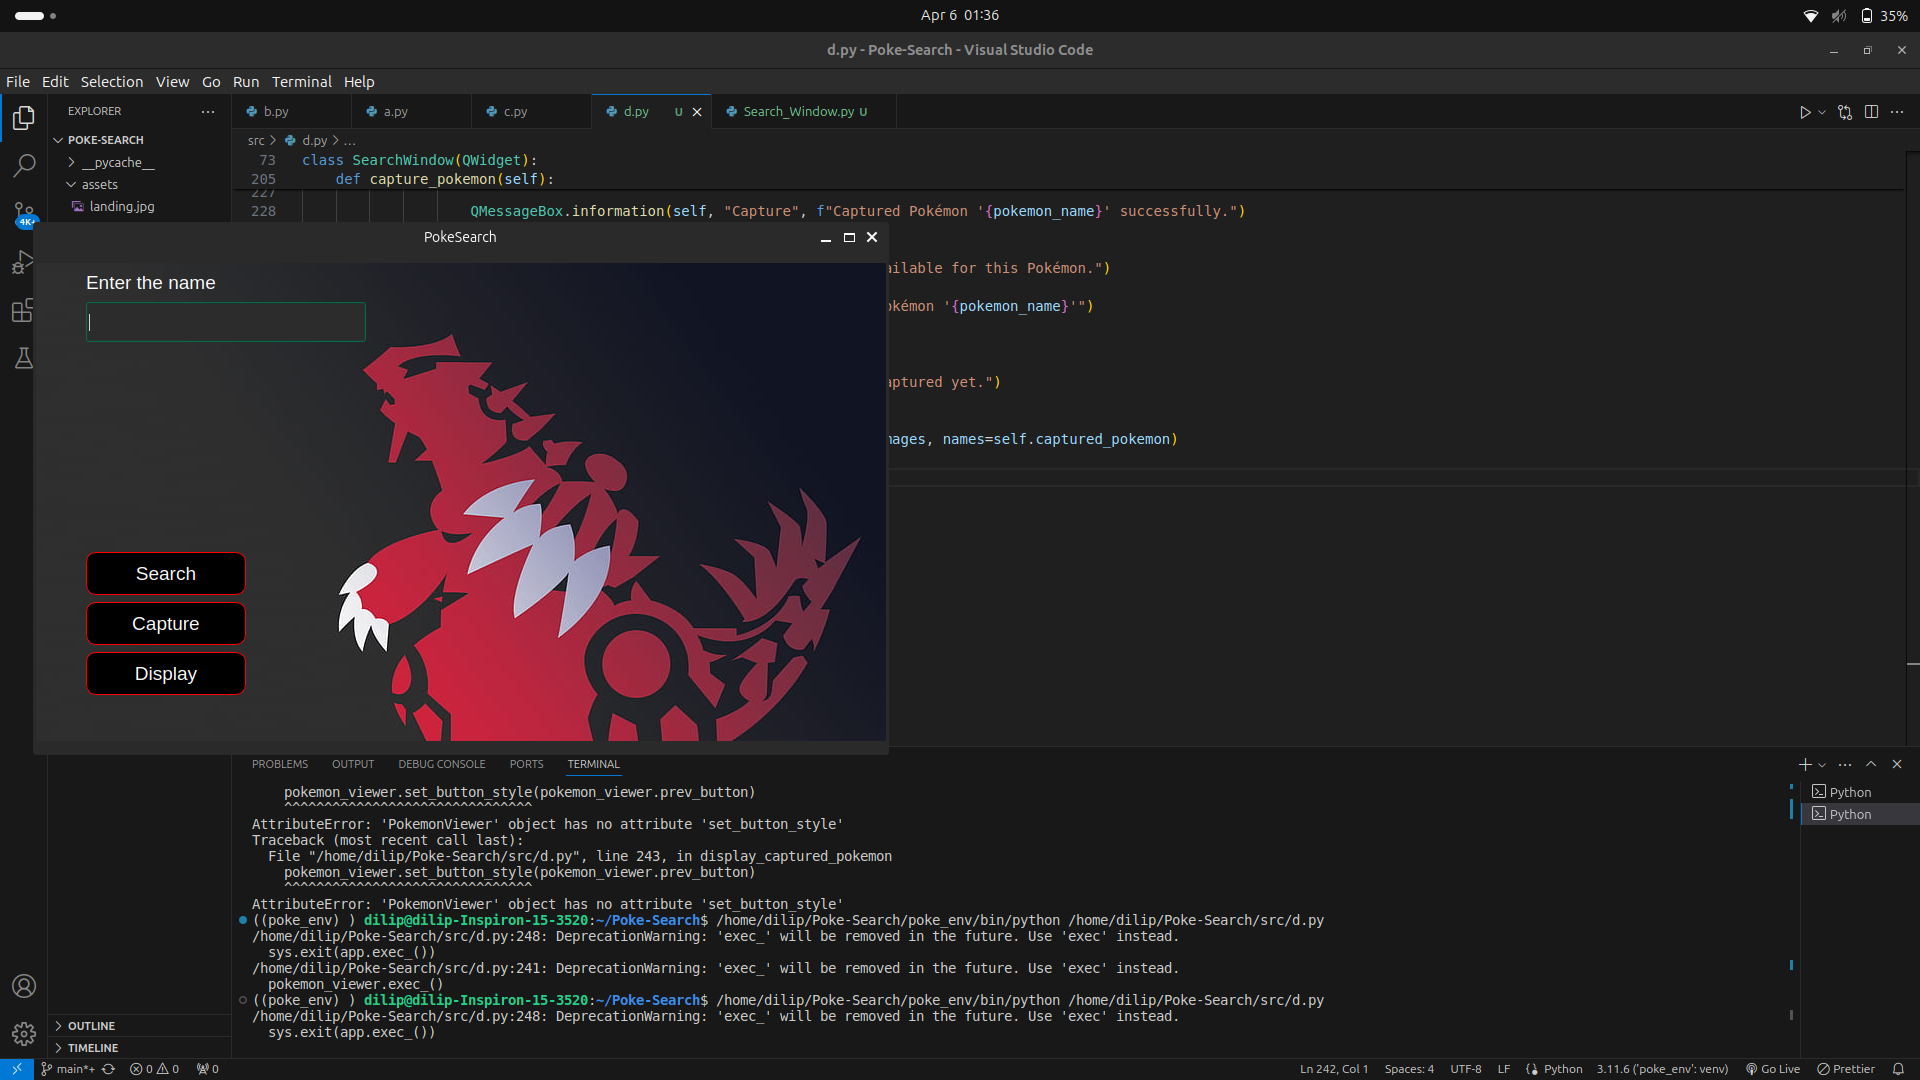 Apr 6 01:36
35%
d.py - Poke-Search - Visual Studio Code
File Edit Selection View Go Run Terminal Help
EXPLORER
b.py
a.py
c.py
d.py U
Search_Window.py U
POKE-SEARCH
__pycache__
assets
landing.jpg
4K+
src > d.py > ...
73 class SearchWindow(QWidget):
205 def capture_pokemon(self):
227
228 QMessageBox.information(self, "Capture", f"Captured Pokémon '{pokemon_name}' successfully.")
ailable for this Pokémon.")
okémon '{pokemon_name}'")
aptured yet.")
mages, names=self.captured_pokemon)
PokeSearch
Enter the name
Search
Capture
Display
PROBLEMS OUTPUT DEBUG CONSOLE PORTS TERMINAL
Python
Python
pokemon_viewer.set_button_style(pokemon_viewer.prev_button)
^^^^^^^^^^^^^^^^^^^^^^^^^^^^^^^
AttributeError: 'PokemonViewer' object has no attribute 'set_button_style'
Traceback (most recent call last):
File "/home/dilip/Poke-Search/src/d.py", line 243, in display_captured_pokemon
pokemon_viewer.set_button_style(pokemon_viewer.prev_button)
^^^^^^^^^^^^^^^^^^^^^^^^^^^^^^^
AttributeError: 'PokemonViewer' object has no attribute 'set_button_style'
((poke_env) ) dilip@dilip-Inspiron-15-3520:~/Poke-Search$ /home/dilip/Poke-Search/poke_env/bin/python /home/dilip/Poke-Search/src/d.py
/home/dilip/Poke-Search/src/d.py:248: DeprecationWarning: 'exec_' will be removed in the future. Use 'exec' instead.
sys.exit(app.exec_())
/home/dilip/Poke-Search/src/d.py:241: DeprecationWarning: 'exec_' will be removed in the future. Use 'exec' instead.
pokemon_viewer.exec_()
((poke_env) ) dilip@dilip-Inspiron-15-3520:~/Poke-Search$ /home/dilip/Poke-Search/poke_env/bin/python /home/dilip/Poke-Search/src/d.py
/home/dilip/Poke-Search/src/d.py:248: DeprecationWarning: 'exec_' will be removed in the future. Use 'exec' instead.
sys.exit(app.exec_())
OUTLINE
TIMELINE
main*+ 0 0 0
Ln 242, Col 1 Spaces: 4 UTF-8 LF Python 3.11.6 ('poke_env': venv) Go Live Prettier